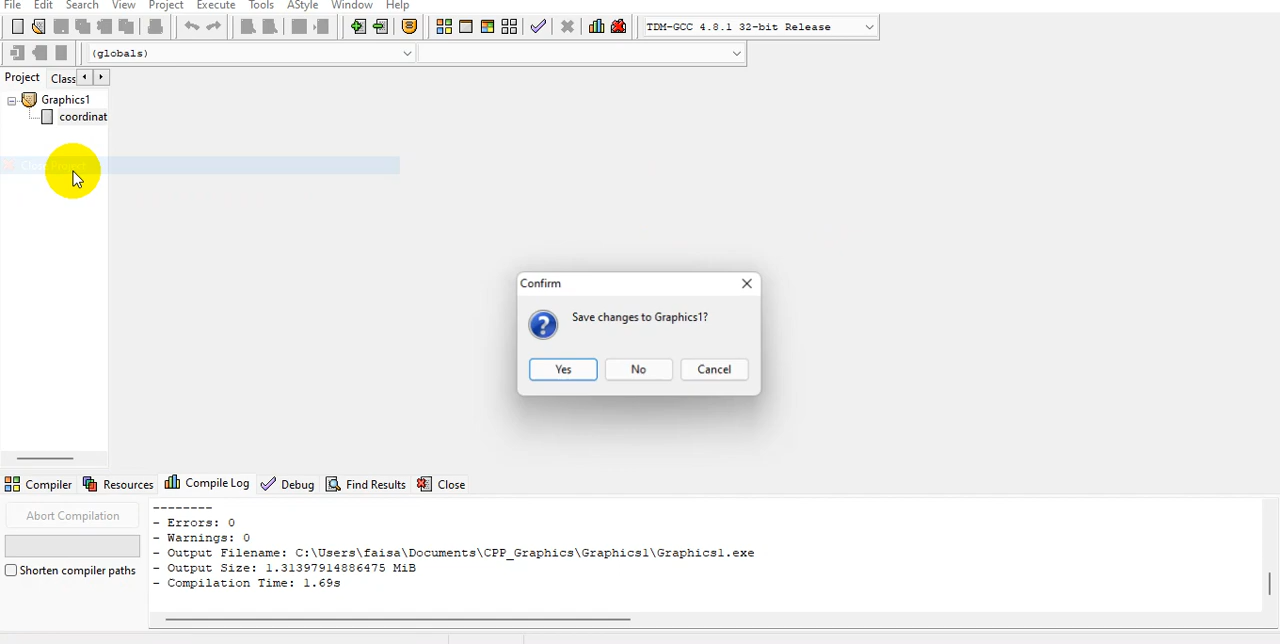 File Edit Search View Project Execute Tools AStyle Window Help
TDM-GCC 4.8.1 32-bit Release
(globals)
Project Class
Graphics1
coordinat
Confirm
Save changes to Graphics1?
Yes No Cancel
Compiler Resources Compile Log Debug Find Results Close
Abort Compilation
Shorten compiler paths
--------
- Errors: 0
- Warnings: 0
- Output Filename: C:\Users\faisa\Documents\CPP_Graphics\Graphics1\Graphics1.exe
- Output Size: 1.31397914886475 MiB
- Compilation Time: 1.69s